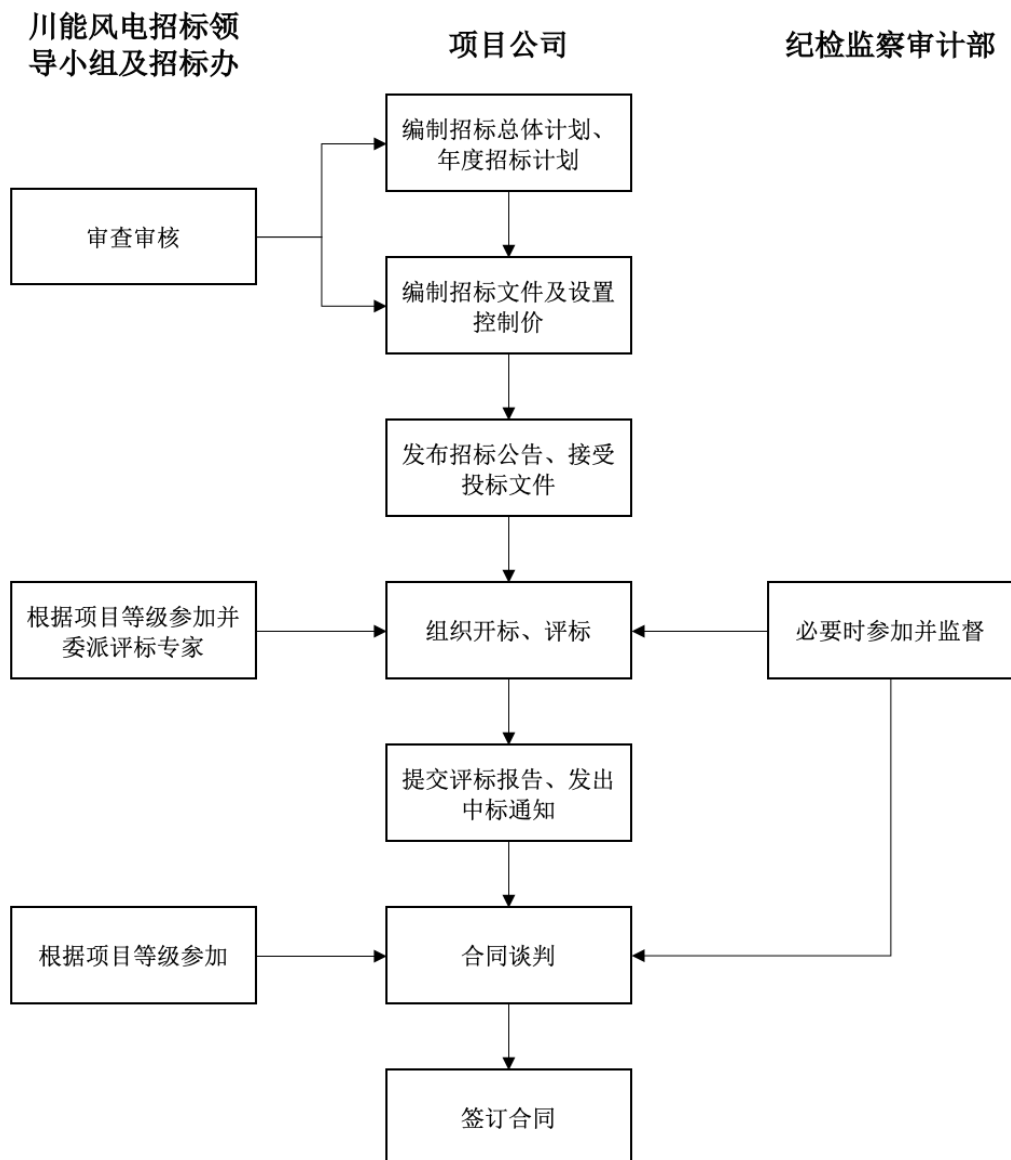 川能风电招标领
导小组及招标办
项目公司
纪检监察审计部
编制招标总体计划、
年度招标计划
审查审核
编制招标文件及设置
控制价
发布招标公告、接受
投标文件
根据项目等级参加并
委派评标专家
组织开标、评标
必要时参加并监督
提交评标报告、发出
中标通知
根据项目等级参加
合同谈判
签订合同